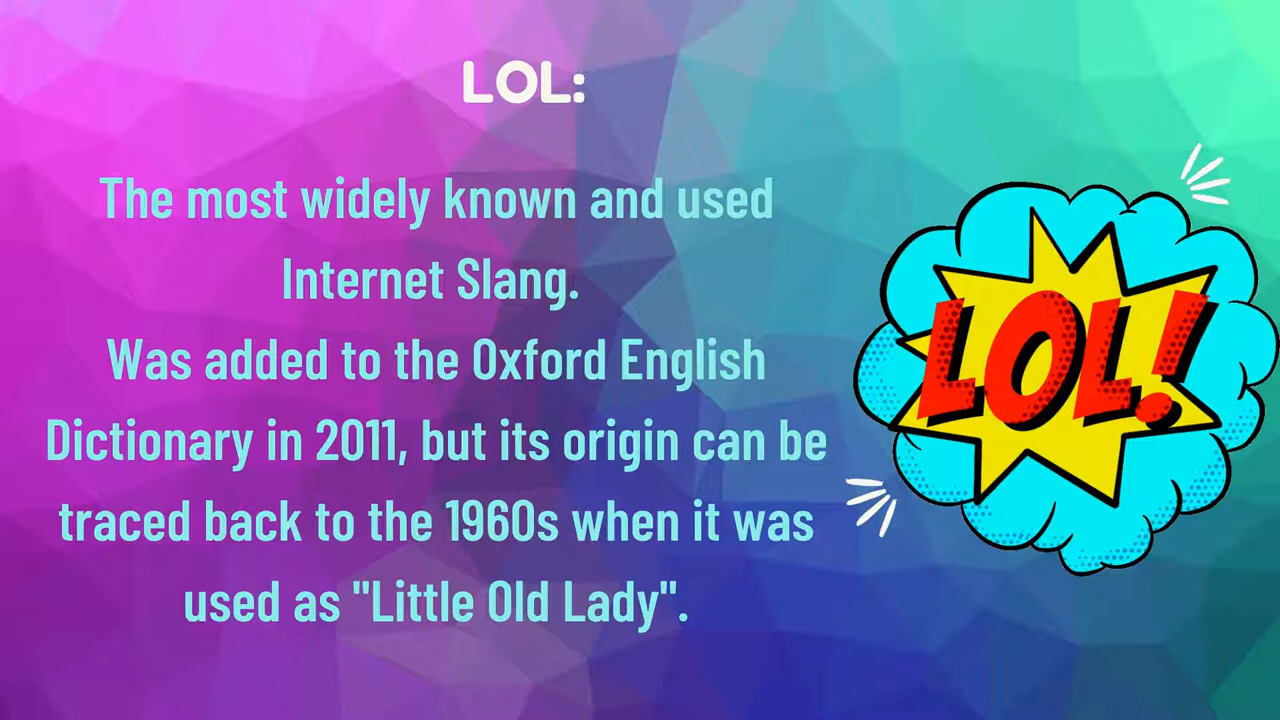 LOL:
The most widely known and used
Internet Slang.
Was added to the Oxford English
Dictionary in 2011, but its origin can be
traced back to the 1960s when it was
used as "Little Old Lady".
LOL!